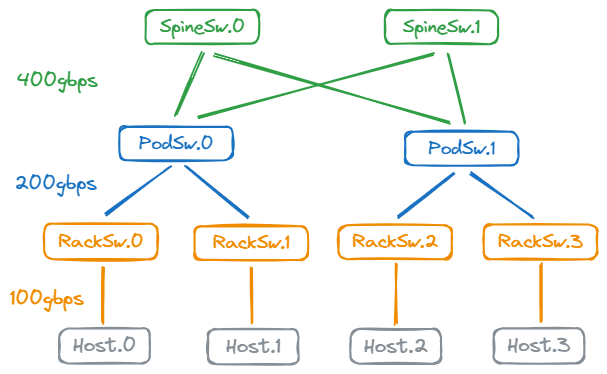 SpineSw.0
SpineSw.1
400gbps
PodSw.0
PodSw.1
200gbps
RackSw.0
RackSw.1
RackSw.2
RackSw.3
100gbps
Host.0
Host.1
Host.2
Host.3